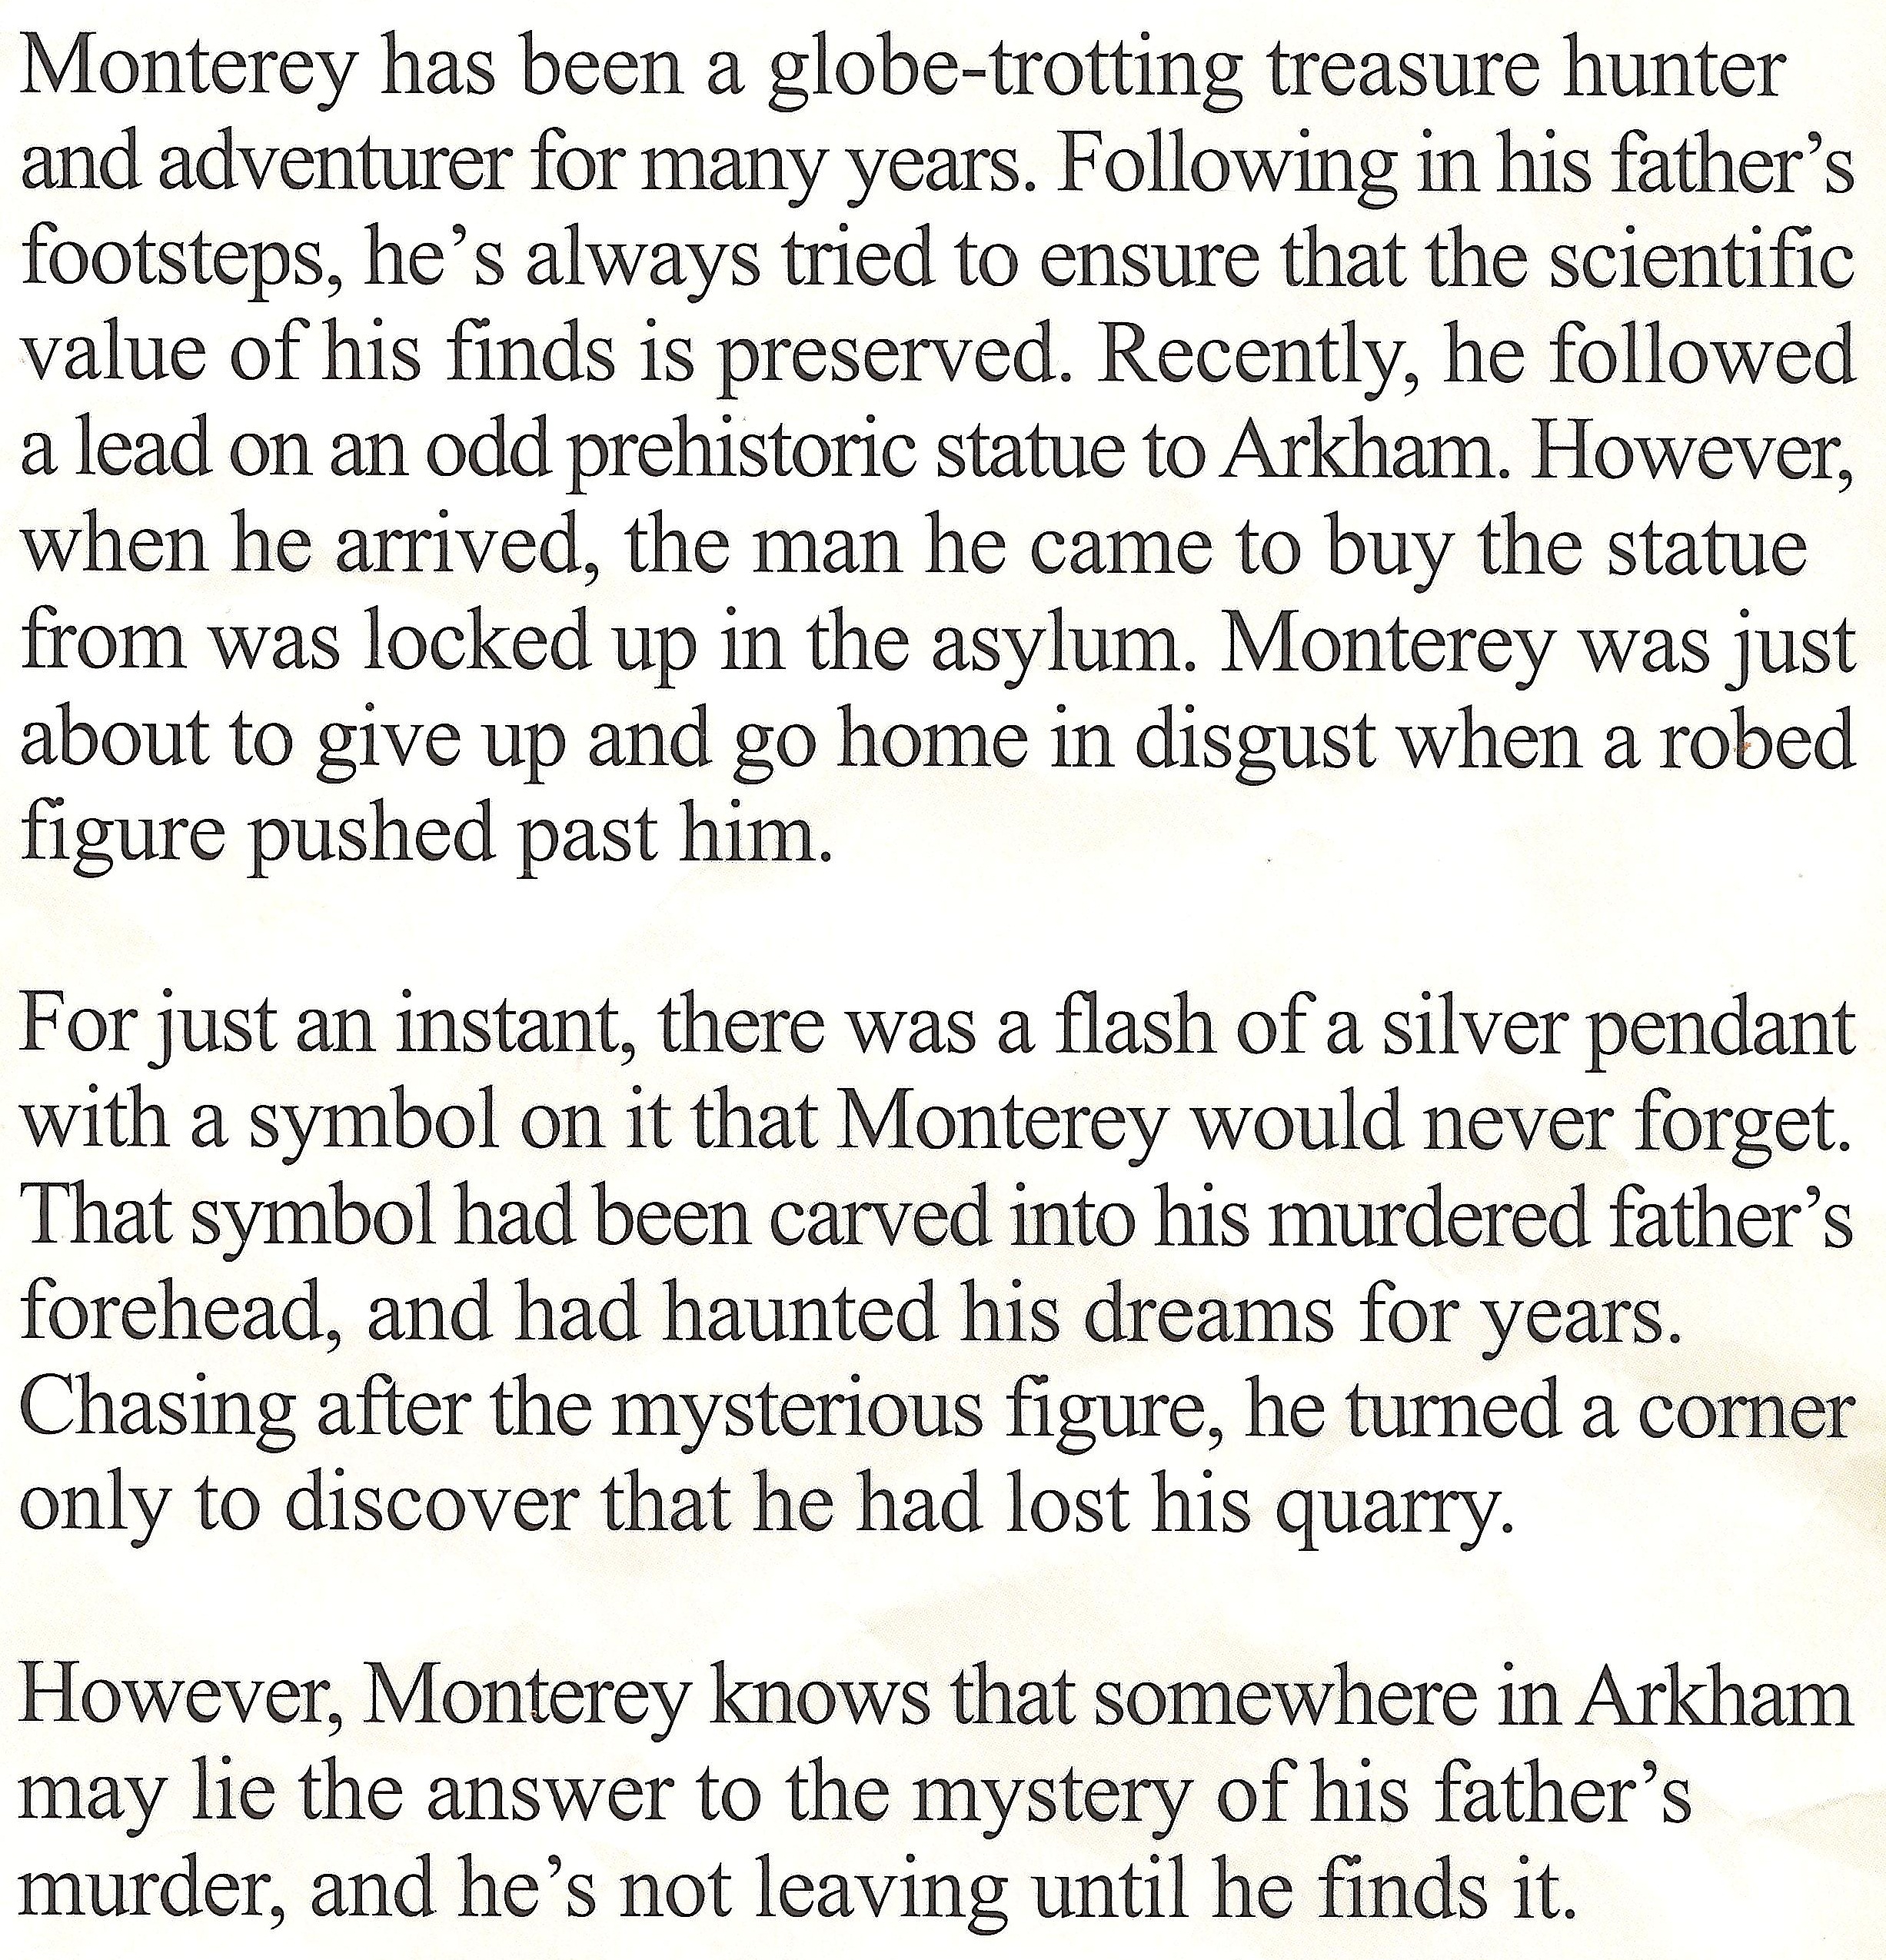 Monterey has been a globe-trotting treasure hunter
and adventurer for many years. Following in his father’s
footsteps, he’s always tried to ensure that the scientific
value of his finds is preserved. Recently, he followed
a lead on an odd prehistoric statue to Arkham. However,
when he arrived, the man he came to buy the statue
from was locked up in the asylum. Monterey was just
about to give up and go home in disgust when a robed
figure pushed past him.
For just an instant, there was a flash of a silver pendant
with a symbol on it that Monterey would never forget.
That symbol had been carved into his murdered father’s
forehead, and had haunted his dreams for years.
Chasing after the mysterious figure, he turned a corner
only to discover that he had lost his quarry.
However, Monterey knows that somewhere in Arkham
may lie the answer to the mystery of his father’s
murder, and he’s not leaving until he finds it.